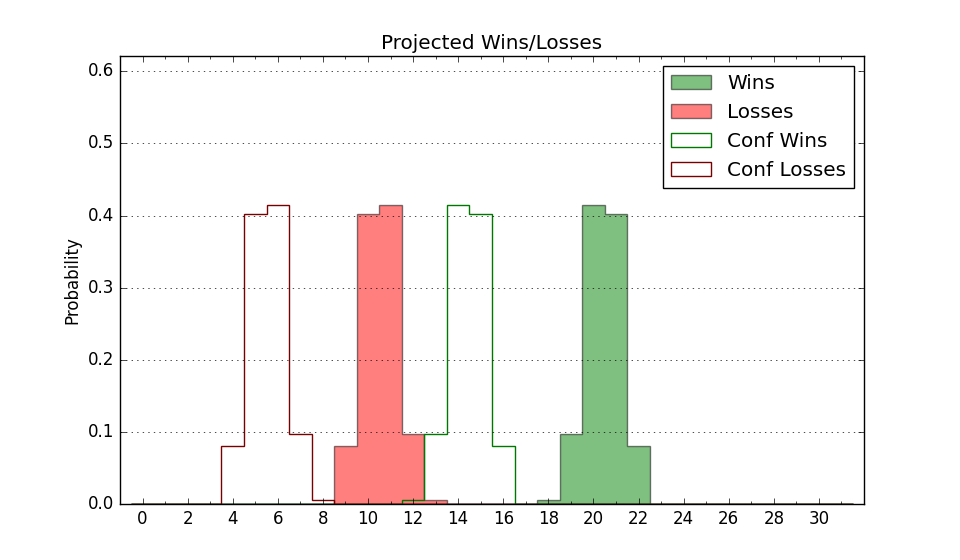 Projected Wins/Losses
Wins
Losses
Conf Wins
Conf Losses
Probability
0.6
0.5
0.4
0.3
0.2
0.1
0.0
0 2 4 6 8 10 12 14 16 18 20 22 24 26 28 30